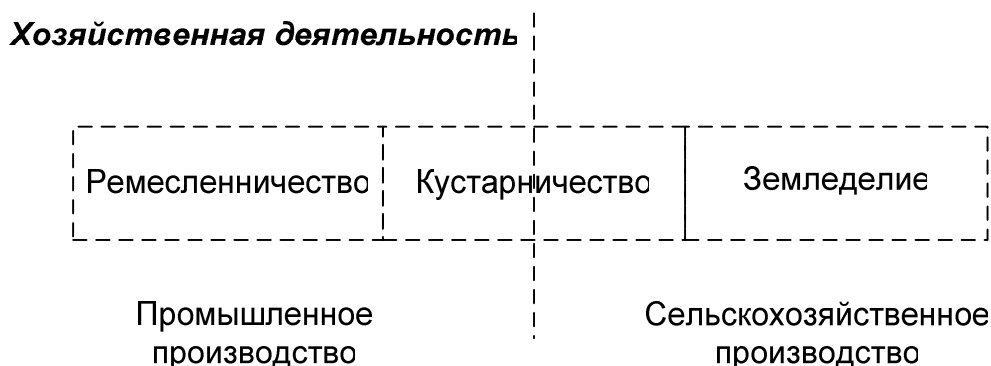 Хозяйственная деятельность
Ремесленничество Кустарничество Земледелие
Промышленное
производство
Сельскохозяйственное
производство